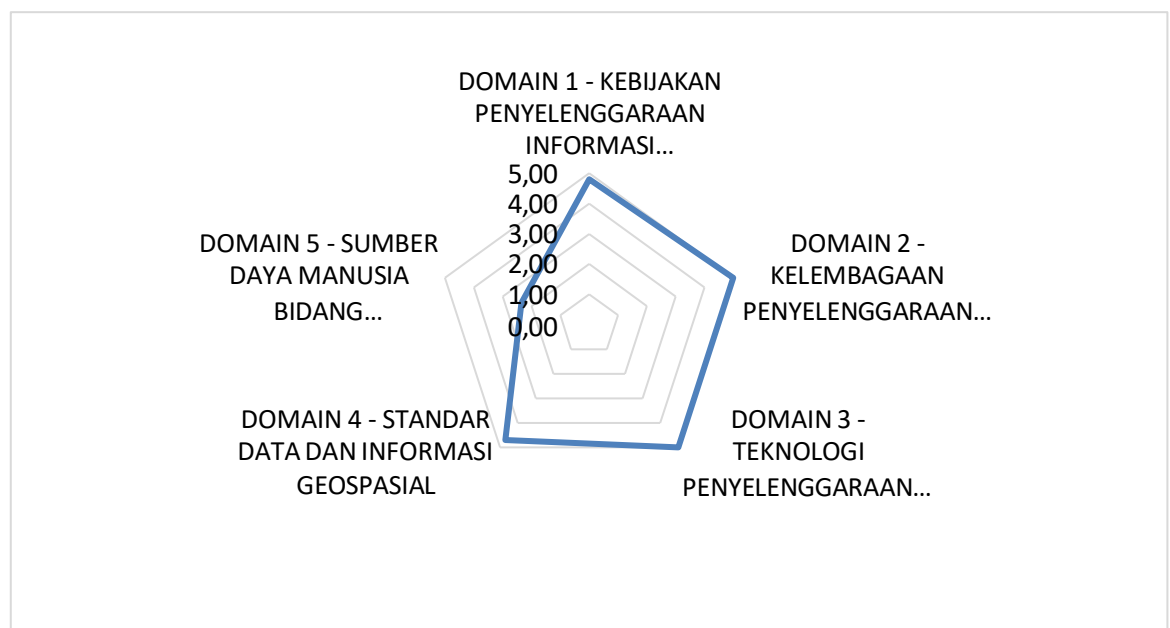 DOMAIN 1 - KEBIJAKAN
PENYELENGGARAAN
INFORMASI...
5,00
4,00
3,00
2,00
1,00
0,00
DOMAIN 2 -
KELEMBAGAAN
PENYELENGGARAAN...
DOMAIN 3 -
TEKNOLOGI
PENYELENGGARAAN...
DOMAIN 4 - STANDAR
DATA DAN INFORMASI
GEOSPASIAL
DOMAIN 5 - SUMBER
DAYA MANUSIA
BIDANG...